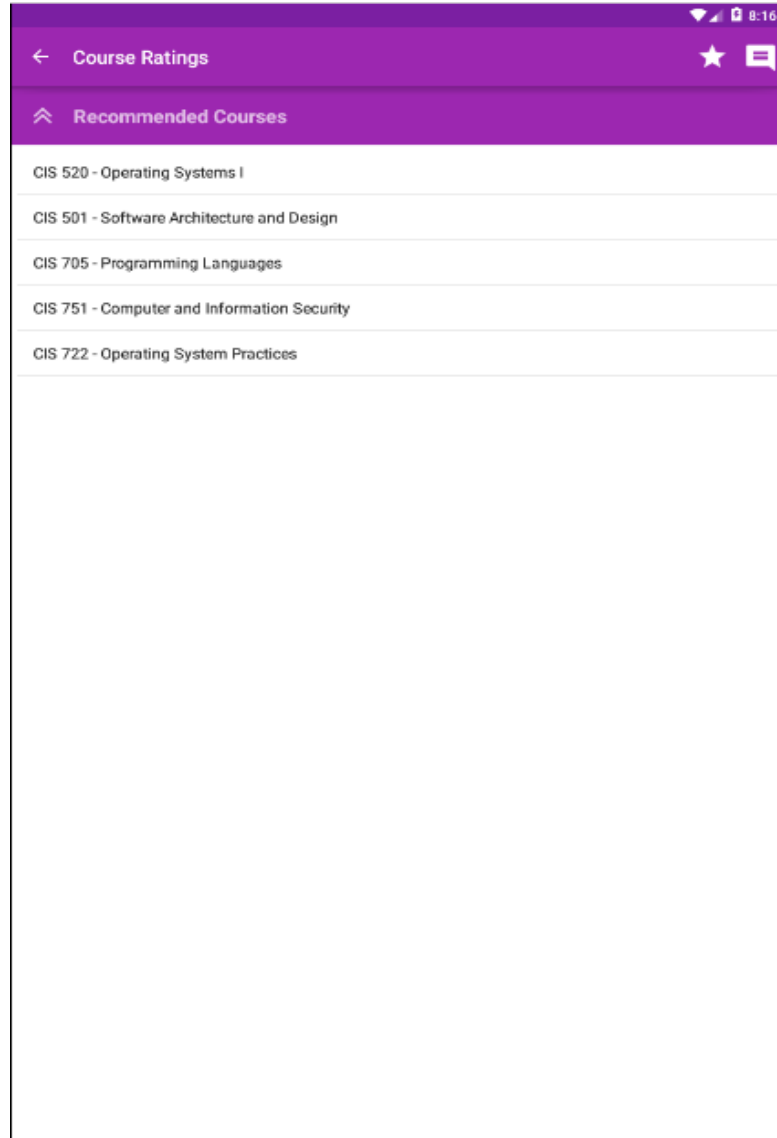 8:16
Course Ratings
Recommended Courses
CIS 520 - Operating Systems I
CIS 501 - Software Architecture and Design
CIS 705 - Programming Languages
CIS 751 - Computer and Information Security
CIS 722 - Operating System Practices